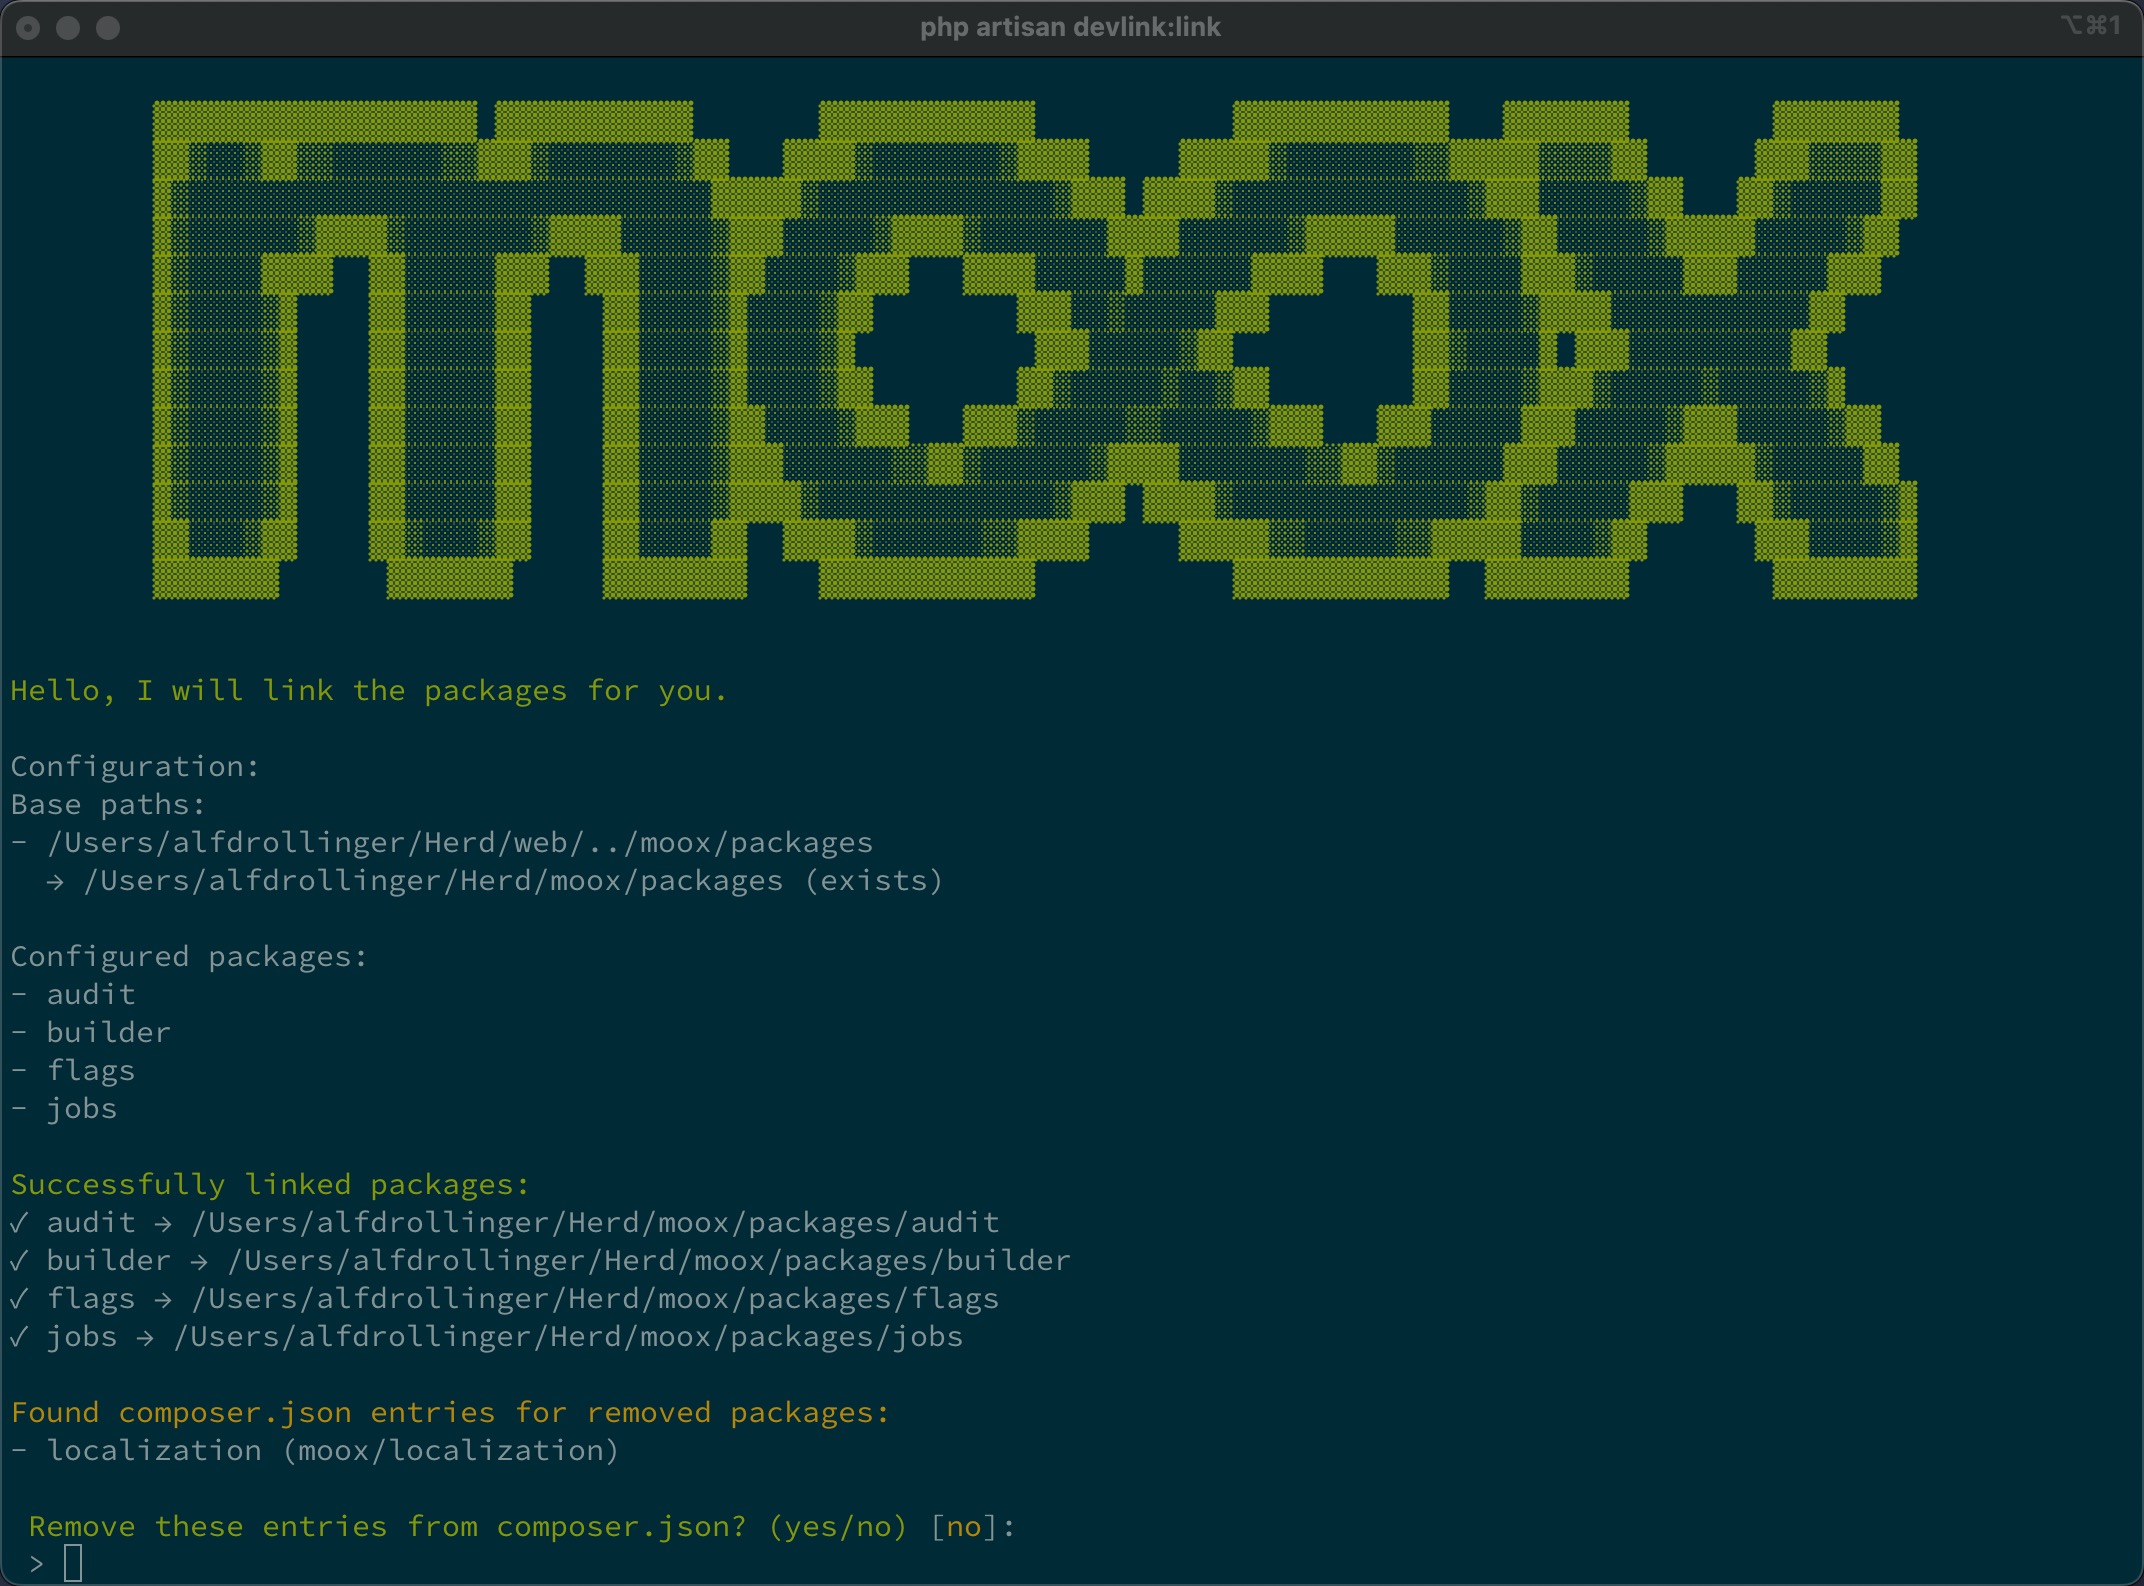 php artisan devlink:link
⌥⌘1
moox
Hello, I will link the packages for you.
Configuration:
Base paths:
- /Users/alfdrollinger/Herd/web/../moox/packages
→ /Users/alfdrollinger/Herd/moox/packages (exists)
Configured packages:
- audit
- builder
- flags
- jobs
Successfully linked packages:
✓ audit → /Users/alfdrollinger/Herd/moox/packages/audit
✓ builder → /Users/alfdrollinger/Herd/moox/packages/builder
✓ flags → /Users/alfdrollinger/Herd/moox/packages/flags
✓ jobs → /Users/alfdrollinger/Herd/moox/packages/jobs
Found composer.json entries for removed packages:
- localization (moox/localization)
Remove these entries from composer.json? (yes/no) [no]:
>